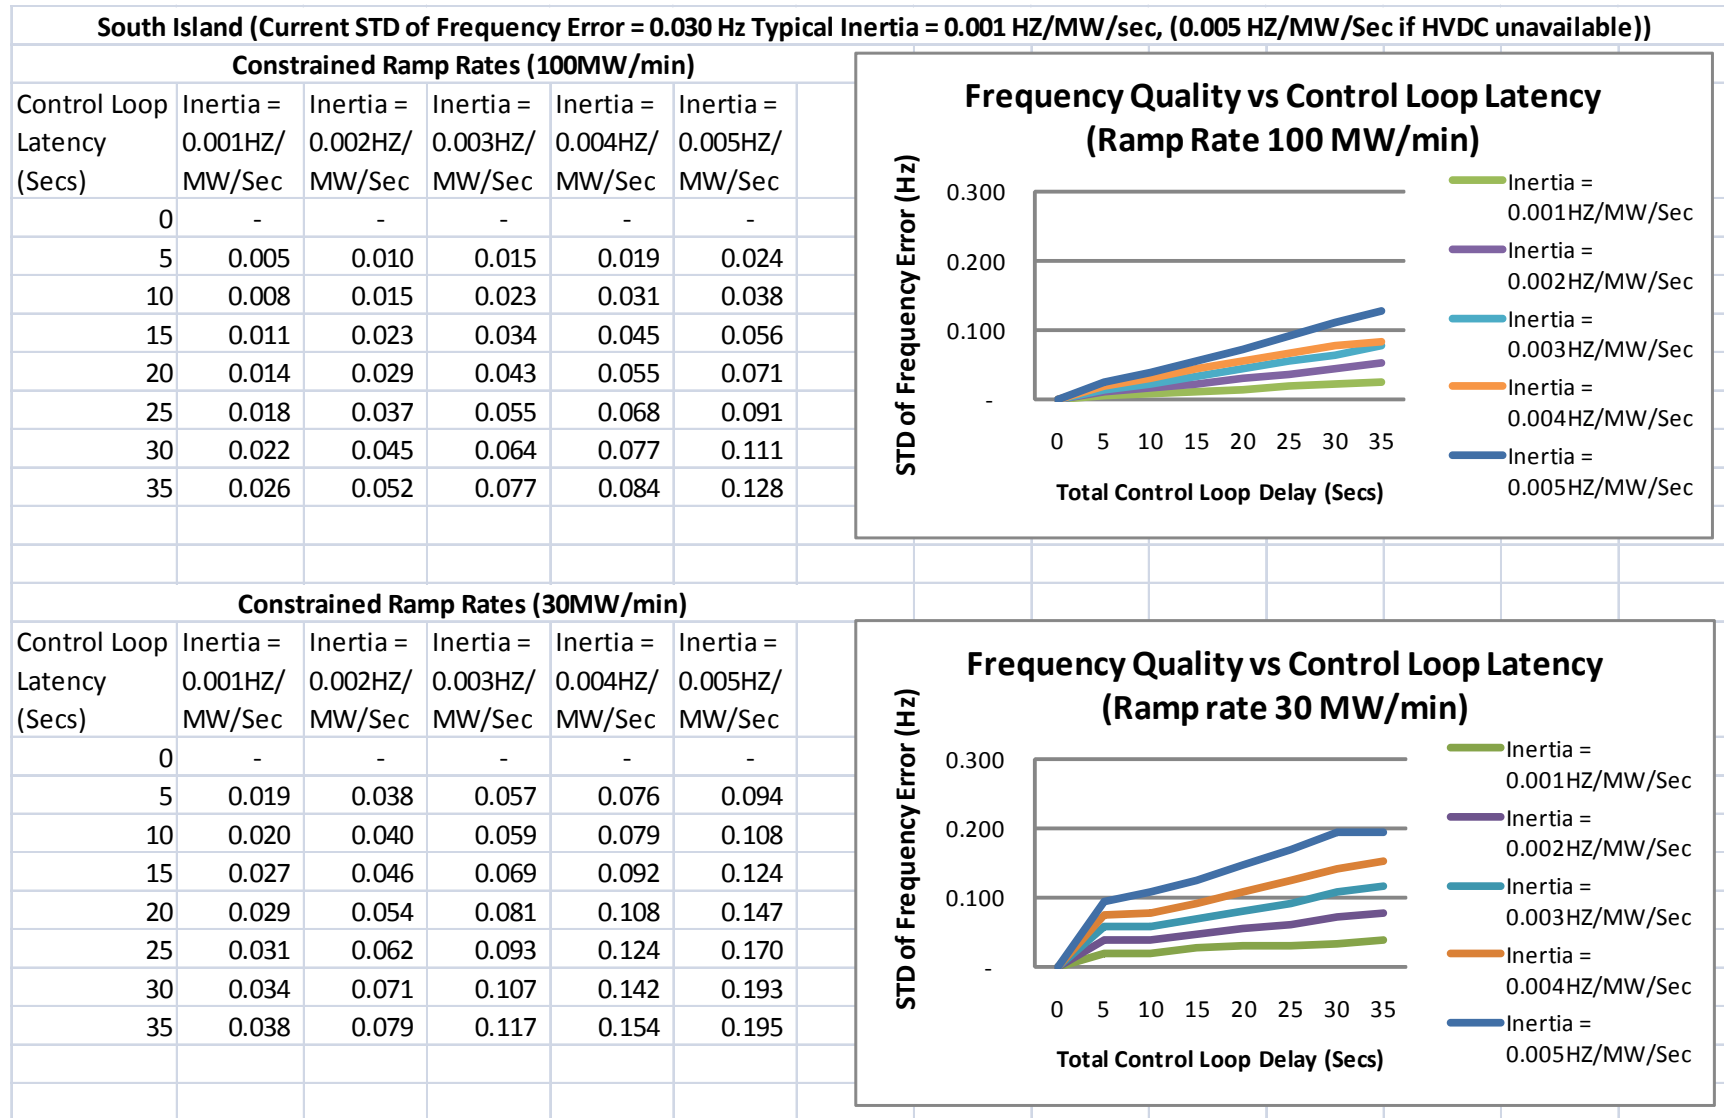 South Island (Current STD of Frequency Error = 0.030 Hz Typical Inertia = 0.001 HZ/MW/sec, (0.005 HZ/MW/Sec if HVDC unavailable))
Constrained Ramp Rates (100MW/min)
Control Loop Inertia = Inertia = Inertia = Inertia = Inertia =
Latency 0.001HZ/ 0.002HZ/ 0.003HZ/ 0.004HZ/ 0.005HZ/
(Secs) MW/Sec MW/Sec MW/Sec MW/Sec MW/Sec
0 - - - - -
5 0.005 0.010 0.015 0.019 0.024
10 0.008 0.015 0.023 0.031 0.038
15 0.011 0.023 0.034 0.045 0.056
20 0.014 0.029 0.043 0.055 0.071
25 0.018 0.037 0.055 0.068 0.091
30 0.022 0.045 0.064 0.077 0.111
35 0.026 0.052 0.077 0.084 0.128
Frequency Quality vs Control Loop Latency
(Ramp Rate 100 MW/min)
STD of Frequency Error (Hz)
0.300
0.200
0.100
-
0 5 10 15 20 25 30 35
Total Control Loop Delay (Secs)
Inertia =
0.001HZ/MW/Sec
Inertia =
0.002HZ/MW/Sec
Inertia =
0.003HZ/MW/Sec
Inertia =
0.004HZ/MW/Sec
Inertia =
0.005HZ/MW/Sec
Constrained Ramp Rates (30MW/min)
Control Loop Inertia = Inertia = Inertia = Inertia = Inertia =
Latency 0.001HZ/ 0.002HZ/ 0.003HZ/ 0.004HZ/ 0.005HZ/
(Secs) MW/Sec MW/Sec MW/Sec MW/Sec MW/Sec
0 - - - - -
5 0.019 0.038 0.057 0.076 0.094
10 0.020 0.040 0.059 0.079 0.108
15 0.027 0.046 0.069 0.092 0.124
20 0.029 0.054 0.081 0.108 0.147
25 0.031 0.062 0.093 0.124 0.170
30 0.034 0.071 0.107 0.142 0.193
35 0.038 0.079 0.117 0.154 0.195
Frequency Quality vs Control Loop Latency
(Ramp rate 30 MW/min)
STD of Frequency Error (Hz)
0.300
0.200
0.100
-
0 5 10 15 20 25 30 35
Total Control Loop Delay (Secs)
Inertia =
0.001HZ/MW/Sec
Inertia =
0.002HZ/MW/Sec
Inertia =
0.003HZ/MW/Sec
Inertia =
0.004HZ/MW/Sec
Inertia =
0.005HZ/MW/Sec